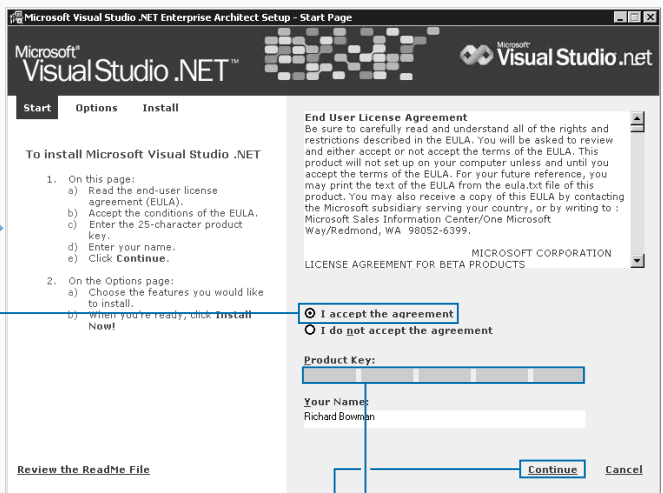 Microsoft Visual Studio .NET Enterprise Architect Setup - Start Page
Microsoft®
Visual Studio .NET™
Microsoft®
Visual Studio.net
Start Options Install
To install Microsoft Visual Studio .NET
1. On this page:
a) Read the end-user license
agreement (EULA).
b) Accept the conditions of the EULA.
c) Enter the 25-character product
key.
d) Enter your name.
e) Click Continue.
2. On the Options page:
a) Choose the features you would like
to install.
b) When you're ready, click Install
Now!
Review the ReadMe File
End User License Agreement
Be sure to carefully read and understand all of the rights and
restrictions described in the EULA. You will be asked to review
and either accept or not accept the terms of the EULA. This
product will not set up on your computer unless and until you
accept the terms of the EULA. For your future reference, you
may print the text of the EULA from the eula.txt file of this
product. You may also receive a copy of this EULA by contacting
the Microsoft subsidiary serving your country, or by writing to :
Microsoft Sales Information Center/One Microsoft
Way/Redmond, WA 98052-6399.
MICROSOFT CORPORATION
LICENSE AGREEMENT FOR BETA PRODUCTS
I accept the agreement
I do not accept the agreement
Product Key:
Your Name:
Richard Bowman
Continue Cancel